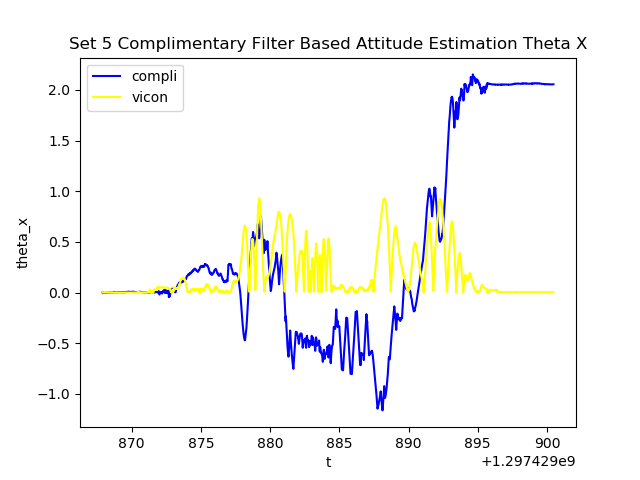 Set 5 Complimentary Filter Based Attitude Estimation Theta X
compli
vicon
theta_x
2.0
1.5
1.0
0.5
0.0
−0.5
−1.0
870 875 880 885 890 895 900
t
+1.297429e9